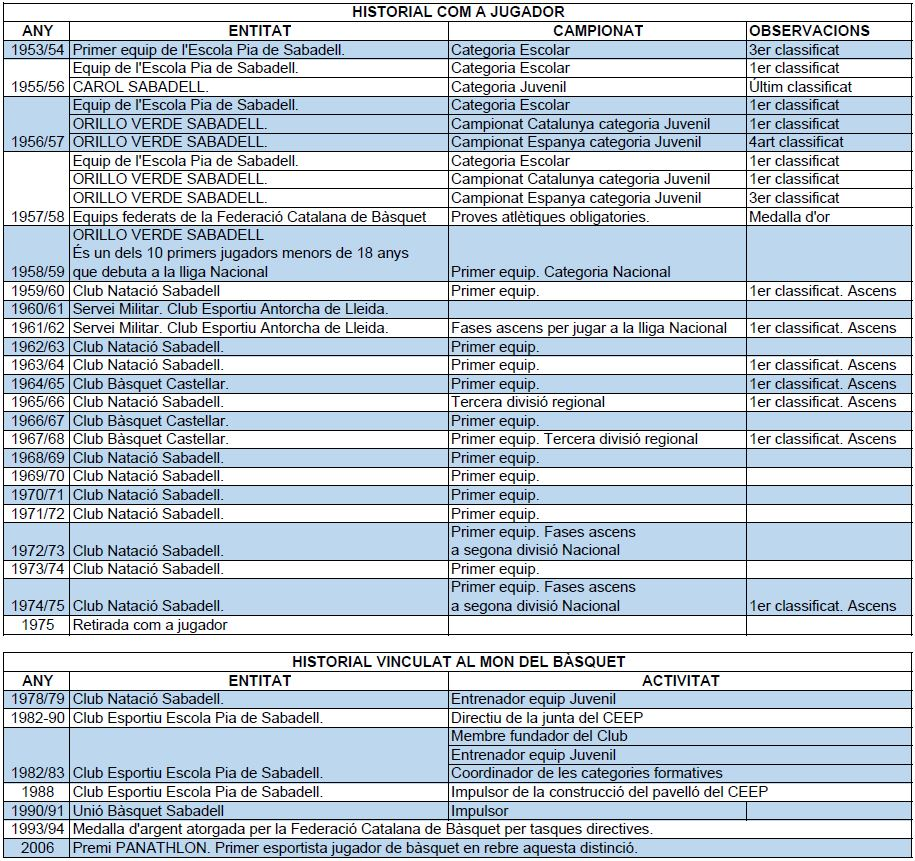 HISTORIAL COM A JUGADOR
ANY ENTITAT CAMPIONAT OBSERVACIONS
1953/54 Primer equip de l'Escola Pia de Sabadell. Categoria Escolar 3er classificat
Equip de l'Escola Pia de Sabadell. Categoria Escolar 1er classificat
1955/56 CAROL SABADELL. Categoria Juvenil Últim classificat
Equip de l'Escola Pia de Sabadell. Categoria Escolar 1er classificat
ORILLO VERDE SABADELL. Campionat Catalunya categoria Juvenil 1er classificat
1956/57 ORILLO VERDE SABADELL. Campionat Espanya categoria Juvenil 4art classificat
Equip de l'Escola Pia de Sabadell. Categoria Escolar 1er classificat
ORILLO VERDE SABADELL. Campionat Catalunya categoria Juvenil 1er classificat
ORILLO VERDE SABADELL. Campionat Espanya categoria Juvenil 3er classificat
1957/58 Equips federats de la Federació Catalana de Bàsquet Proves atlètiques obligatories. Medalla d'or
ORILLO VERDE SABADELL
És un dels 10 primers jugadors menors de 18 anys
1958/59 que debuta a la lliga Nacional Primer equip. Categoria Nacional
1959/60 Club Natació Sabadell Primer equip. 1er classificat. Ascens
1960/61 Servei Militar. Club Esportiu Antorcha de Lleida.
1961/62 Servei Militar. Club Esportiu Antorcha de Lleida. Fases ascens per jugar a la lliga Nacional 1er classificat. Ascens
1962/63 Club Natació Sabadell. Primer equip.
1963/64 Club Natació Sabadell. Primer equip. 1er classificat. Ascens
1964/65 Club Bàsquet Castellar. Primer equip. 1er classificat. Ascens
1965/66 Club Natació Sabadell. Tercera divisió regional 1er classificat. Ascens
1966/67 Club Bàsquet Castellar. Primer equip.
1967/68 Club Bàsquet Castellar. Primer equip. Tercera divisió regional 1er classificat. Ascens
1968/69 Club Natació Sabadell. Primer equip.
1969/70 Club Natació Sabadell. Primer equip.
1970/71 Club Natació Sabadell. Primer equip.
1971/72 Club Natació Sabadell. Primer equip.
Primer equip. Fases ascens
1972/73 Club Natació Sabadell. a segona divisió Nacional
1973/74 Club Natació Sabadell. Primer equip.
Primer equip. Fases ascens
1974/75 Club Natació Sabadell. a segona divisió Nacional 1er classificat. Ascens
1975 Retirada com a jugador
HISTORIAL VINCULAT AL MON DEL BÀSQUET
ANY ENTITAT ACTIVITAT
1978/79 Club Natació Sabadell. Entrenador equip Juvenil
1982-90 Club Esportiu Escola Pia de Sabadell. Directiu de la junta del CEEP
Membre fundador del Club
Entrenador equip Juvenil
1982/83 Club Esportiu Escola Pia de Sabadell. Coordinador de les categories formatives
1988 Club Esportiu Escola Pia de Sabadell. Impulsor de la construcció del pavelló del CEEP
1990/91 Unió Bàsquet Sabadell Impulsor
1993/94 Medalla d'argent atorgada per la Federació Catalana de Bàsquet per tasques directives.
2006 Premi PANATHLON. Primer esportista jugador de bàsquet en rebre aquesta distinció.